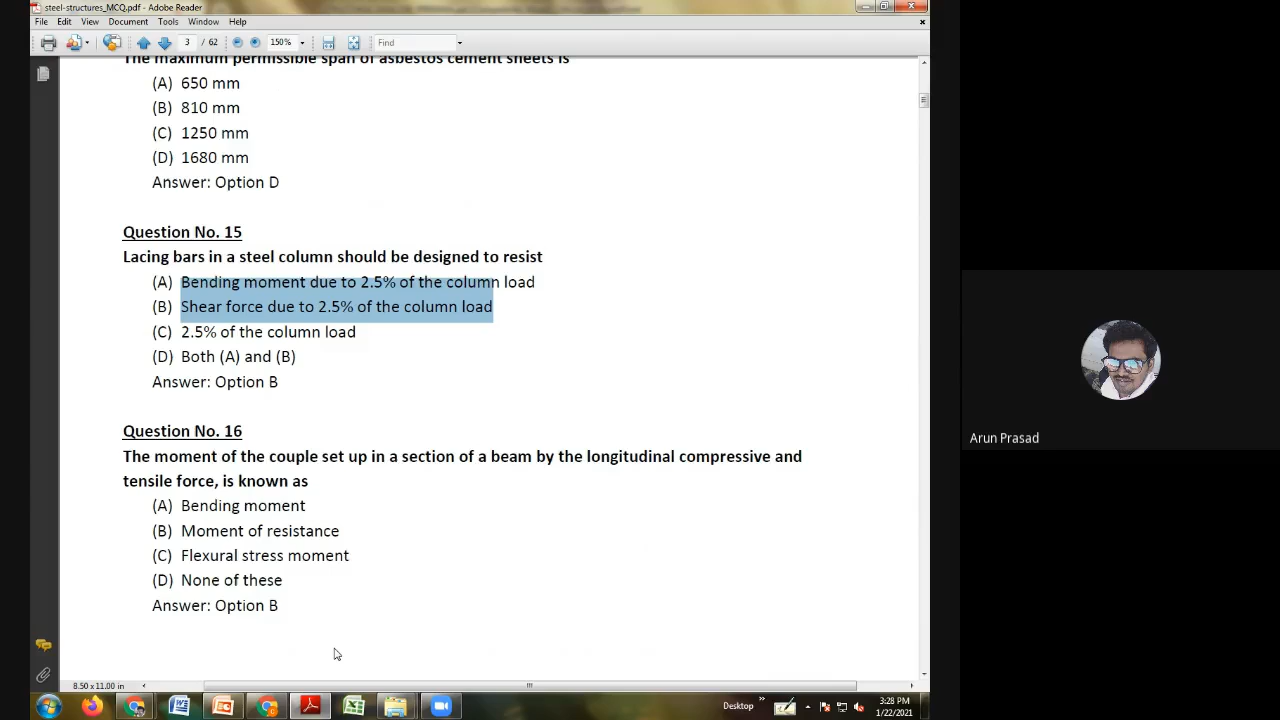 steel-structures_MCQ.pdf - Adobe Reader
File Edit View Document Tools Window Help
3 / 62 150% Find
The maximum permissible span of asbestos cement sheets is
(A) 650 mm
(B) 810 mm
(C) 1250 mm
(D) 1680 mm
Answer: Option D
Question No. 15
Lacing bars in a steel column should be designed to resist
(A) Bending moment due to 2.5% of the column load
(B) Shear force due to 2.5% of the column load
(C) 2.5% of the column load
(D) Both (A) and (B)
Answer: Option B
Question No. 16
The moment of the couple set up in a section of a beam by the longitudinal compressive and
tensile force, is known as
(A) Bending moment
(B) Moment of resistance
(C) Flexural stress moment
(D) None of these
Answer: Option B
8.50 x 11.00 in
Desktop
3:28 PM
1/22/2021
Arun Prasad